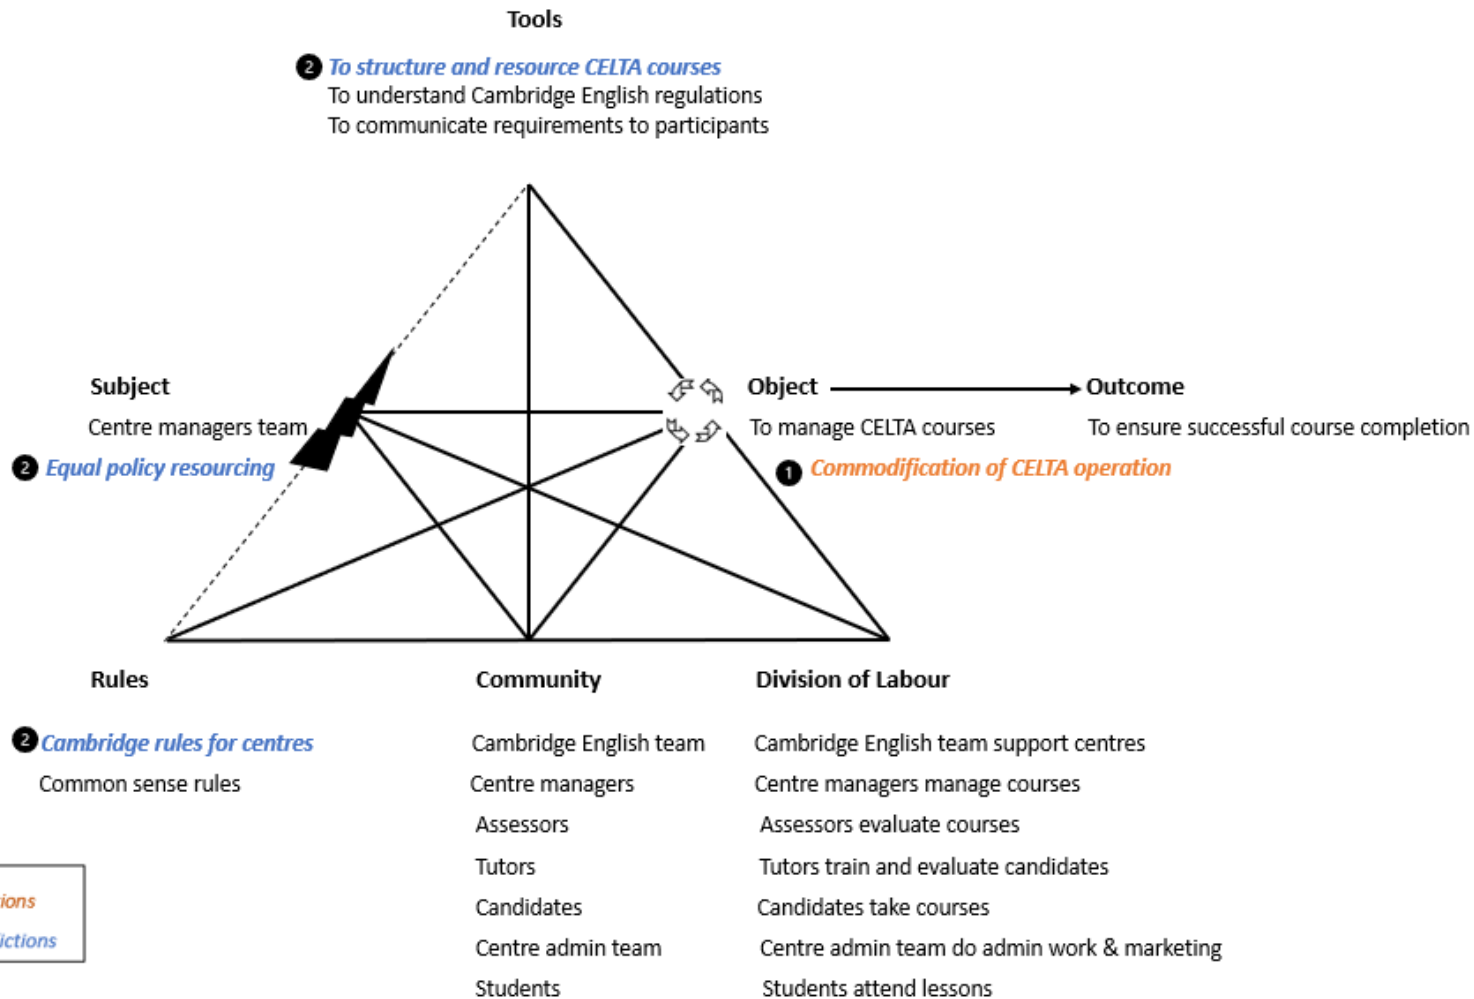 Tools
2 To structure and resource CELTA courses
To understand Cambridge English regulations
To communicate requirements to participants
Subject
Centre managers team
2 Equal policy resourcing
Object
To manage CELTA courses
1 Commodification of CELTA operation
Outcome
To ensure successful course completion
Rules
2 Cambridge rules for centres
Common sense rules
Community
Cambridge English team
Centre managers
Assessors
Tutors
Candidates
Centre admin team
Students
Division of Labour
Cambridge English team support centres
Centre managers manage courses
Assessors evaluate courses
Tutors train and evaluate candidates
Candidates take courses
Centre admin team do admin work & marketing
Students attend lessons